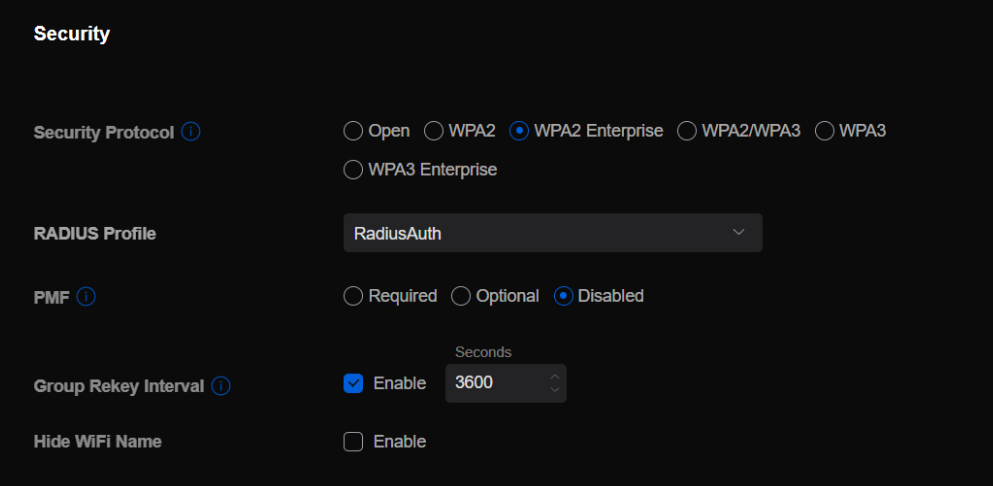 Security
Security Protocol Open WPA2 WPA2 Enterprise WPA2/WPA3 WPA3
WPA3 Enterprise
RADIUS Profile RadiusAuth
PMF Required Optional Disabled
Seconds
Group Rekey Interval Enable 3600
Hide WiFi Name Enable